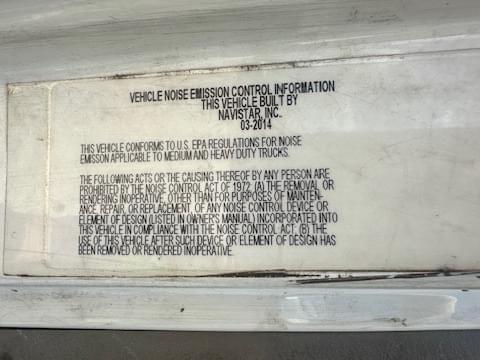 VEHICLE NOISE EMISSION CONTROL INFORMATION
THIS VEHICLE BUILT BY
NAVISTAR, INC.
03-2014
THIS VEHICLE CONFORMS TO U.S. EPA REGULATIONS FOR NOISE
EMISSON APPLICABLE TO MEDIUM AND HEAVY DUTY TRUCKS.
THE FOLLOWING ACTS OR THE CAUSING THEREOF BY ANY PERSON ARE
PROHIBITED BY THE NOISE CONTROL ACT OF 1972. (A) THE REMOVAL OR
RENDERING INOPERATIVE, OTHER THAN FOR PURPOSES OF MAINTEN-
ANCE, REPAIR, OR REPLACEMENT, OF ANY NOISE CONTROL DEVICE OR
ELEMENT OF DESIGN (LISTED IN OWNER'S MANUAL) INCORPORATED INTO
THIS VEHICLE IN COMPLIANCE WITH THE NOISE CONTROL ACT; (B) THE
USE OF THIS VEHICLE AFTER SUCH DEVICE OR ELEMENT OF DESIGN HAS
BEEN REMOVED OR RENDERED INOPERATIVE.